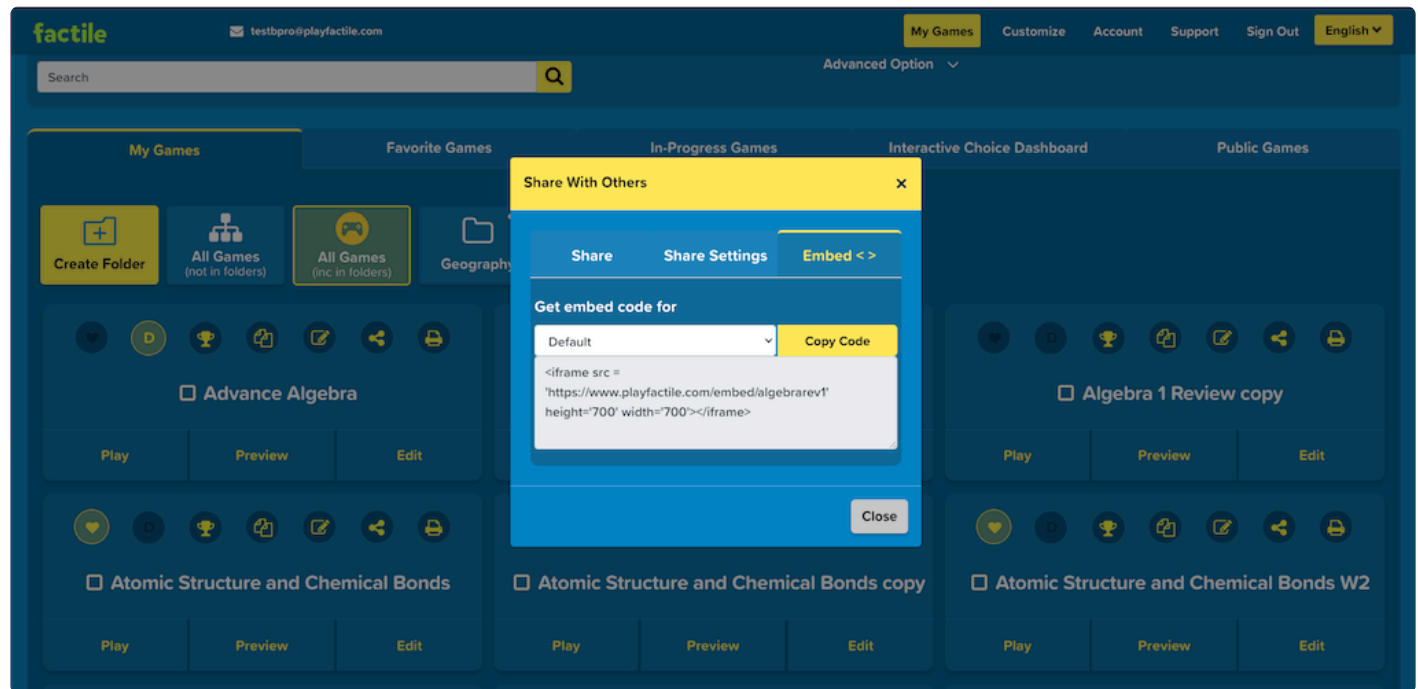 factile
testbpro@playfactile.com
My Games Customize Account Support Sign Out English
Search
Advanced Option
My Games Favorite Games In-Progress Games Interactive Choice Dashboard Public Games
Share With Others ×
Create Folder
All Games
(not in folders)
All Games
(inc in folders)
Geography
Share Share Settings Embed < >
Get embed code for
Default Copy Code
<iframe src =
'https://www.playfactile.com/embed/algebrarev1'
height='700' width='700'></iframe>
Close
D
Advance Algebra
Play Preview Edit
D
Algebra 1 Review copy
Play Preview Edit
D
Atomic Structure and Chemical Bonds
Play Preview Edit
Atomic Structure and Chemical Bonds copy
Play Preview Edit
D
Atomic Structure and Chemical Bonds W2
Play Preview Edit